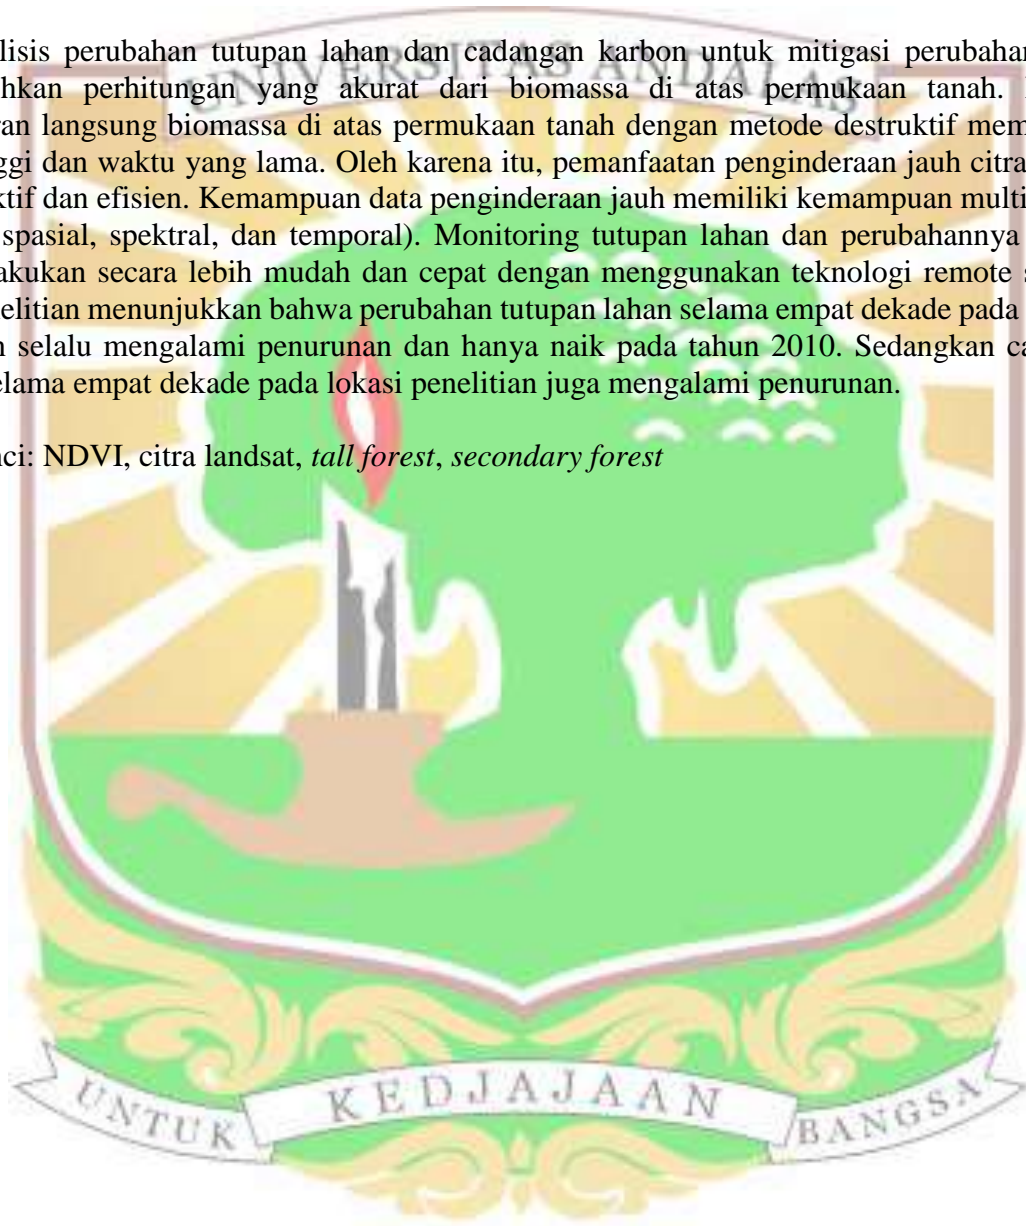 lisis perubahan tutupan lahan dan cadangan karbon untuk mitigasi perubahan
hkan perhitungan yang akurat dari biomassa di atas permukaan tanah.
ran langsung biomassa di atas permukaan tanah dengan metode destruktif mem
ggi dan waktu yang lama. Oleh karena itu, pemanfaatan penginderaan jauh citra
ktif dan efisien. Kemampuan data penginderaan jauh memiliki kemampuan multi
spasial, spektral, dan temporal). Monitoring tutupan lahan dan perubahannya
akukan secara lebih mudah dan cepat dengan menggunakan teknologi remote s
nelitian menunjukkan bahwa perubahan tutupan lahan selama empat dekade pada
n selalu mengalami penurunan dan hanya naik pada tahun 2010. Sedangkan ca
elama empat dekade pada lokasi penelitian juga mengalami penurunan.
nci: NDVI, citra landsat, tall forest, secondary forest
UNIVERSITAS ANDALAS
UNTUK KEDJAJAAN BANGSA